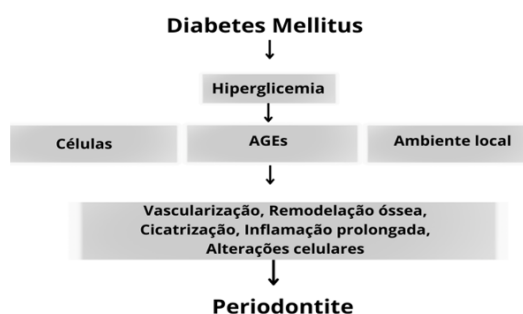 Diabetes Mellitus
Hiperglicemia
Células
AGEs
Ambiente local
Vascularização, Remodelação óssea,
Cicatrização, Inflamação prolongada,
Alterações celulares
Periodontite